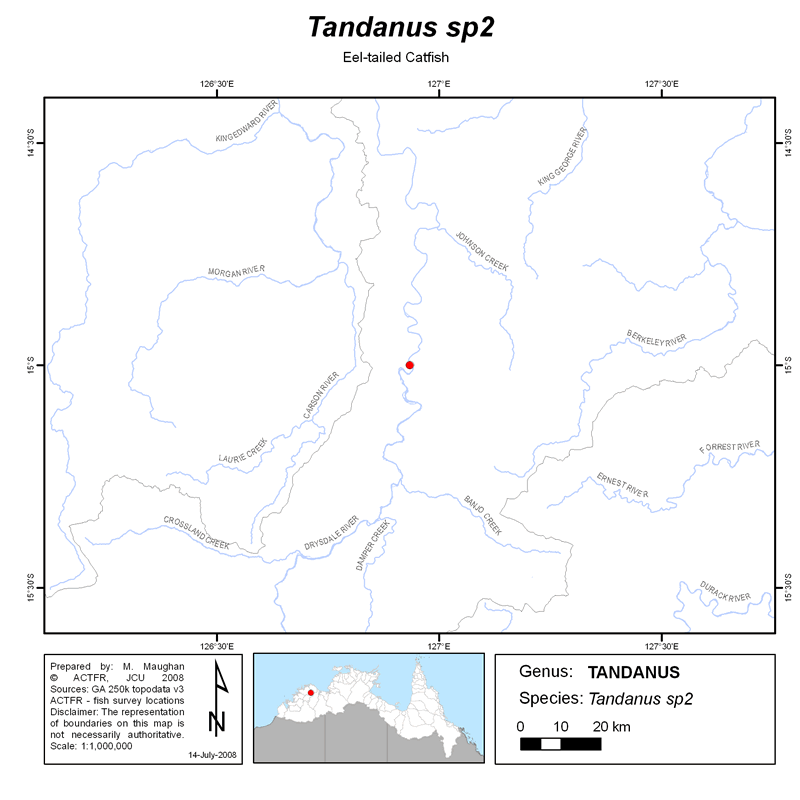 Tandanus sp2
Eel-tailed Catfish
126°30'E
127°E
127°30'E
14°30'S
14°30'S
KING EDWARD RIVER
KING GEORGE RIVER
JOHNSON CREEK
MORGAN RIVER
BERKELEY RIVER
15°S
15°S
CARSON RIVER
LAURIE CREEK
FORREST RIVER
ERNEST RIVER
BANJO CREEK
CROSSLAND CREEK
DRYSDALE RIVER
DAMPER CREEK
15°30'S
15°30'S
DURACK RIVER
126°30'E
127°E
127°30'E
Prepared by: M. Maughan
© ACTFR, JCU 2008
Sources: GA 250k topodata v3
ACTFR - fish survey locations
Disclaimer: The representation
of boundaries on this map is
not necessarily authoritative.
Scale: 1:1,000,000
N
14-July-2008
Genus: TANDANUS
Species: Tandanus sp2
0 10 20 km